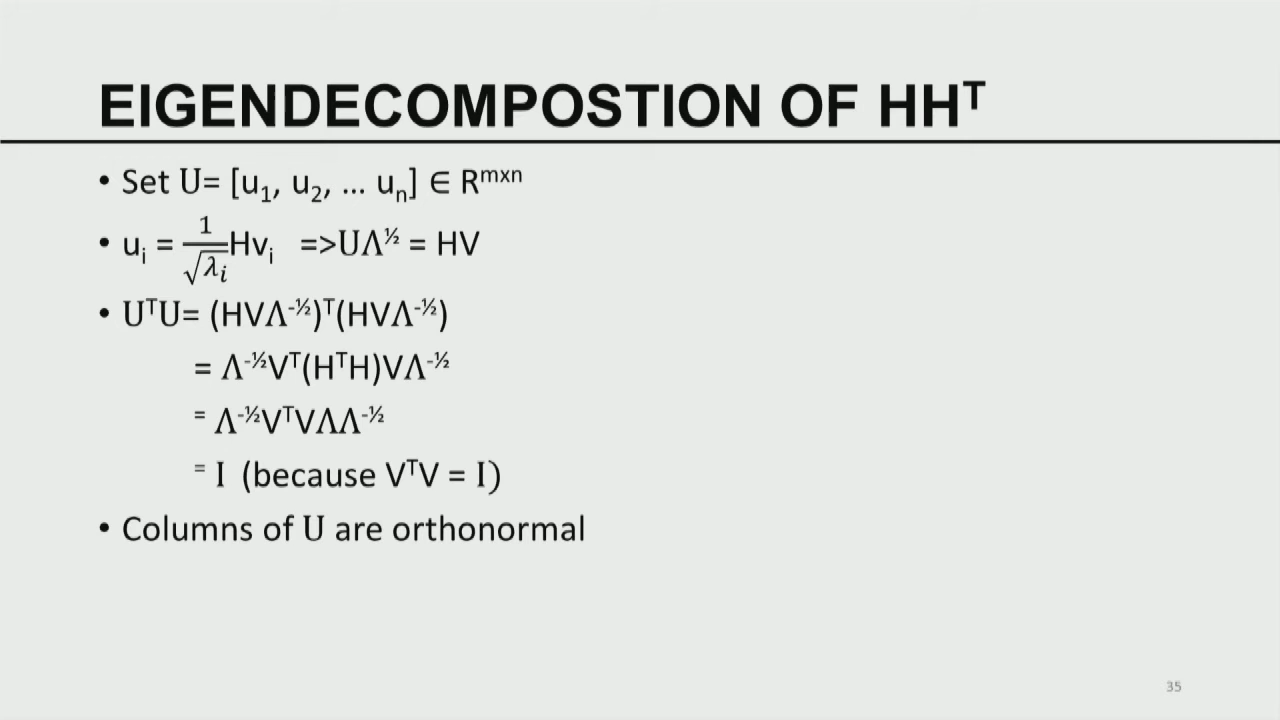 EIGENDECOMPOSTION OF HHᵀ
• Set U= [u₁, u₂, … uₙ] ∈ Rᵐˣⁿ
• uᵢ = 1/√λᵢ Hvᵢ =>UΛ^½ = HV
• UᵀU= (HVΛ^-½)ᵀ(HVΛ^-½)
= Λ^-½Vᵀ(HᵀH)VΛ^-½
= Λ^-½VᵀVΛΛ^-½
= I (because VᵀV = I)
• Columns of U are orthonormal
35